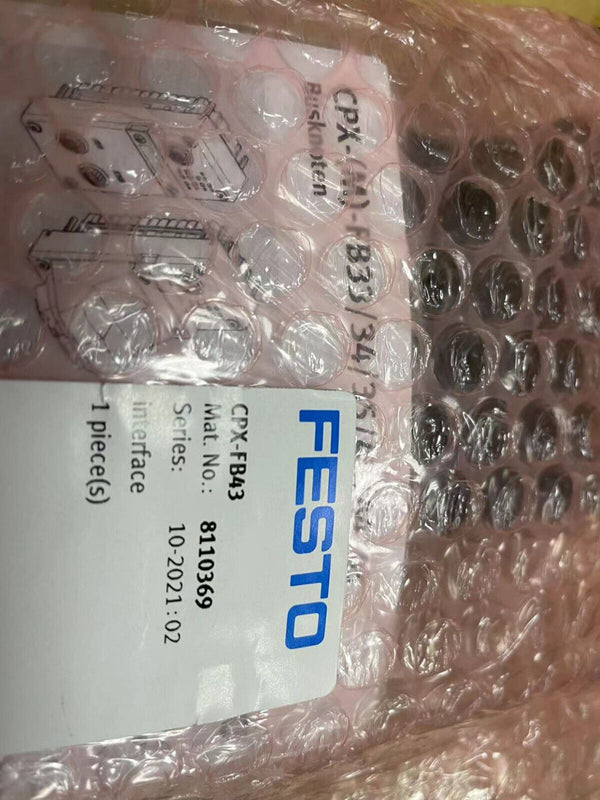 CPX-(M)-FB33/34/35/
Busknoten
FESTO
CPX-FB43
Mat. No.: 8110369
Series: 10-2021:02
interface
1 piece(s)